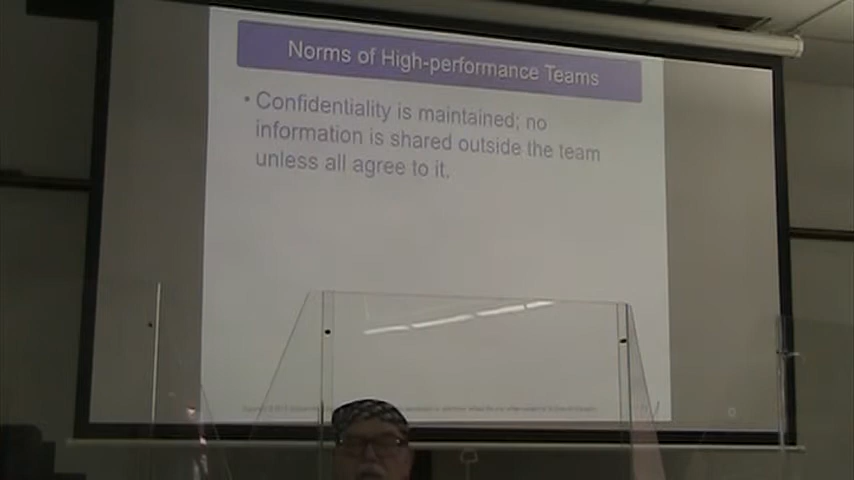 Norms of High-performance Teams
• Confidentiality is maintained; no
information is shared outside the team
unless all agree to it.